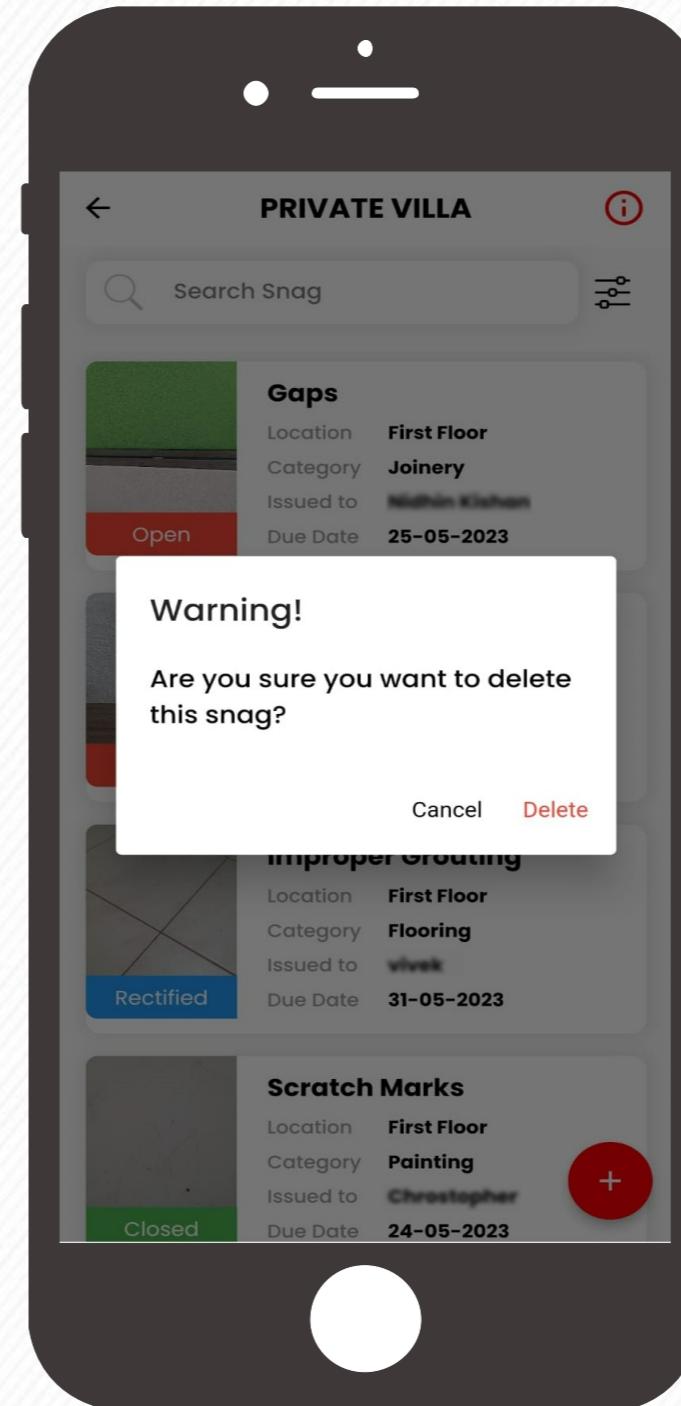 PRIVATE VILLA
Search Snag
Gaps
Location First Floor
Category Joinery
Issued to
Open
Due Date 25-05-2023
Warning!
Are you sure you want to delete
this snag?
Cancel Delete
Improper Grouting
Location First Floor
Category Flooring
Issued to vivek
Rectified
Due Date 31-05-2023
Scratch Marks
Location First Floor
Category Painting
Issued to
Closed
Due Date 24-05-2023